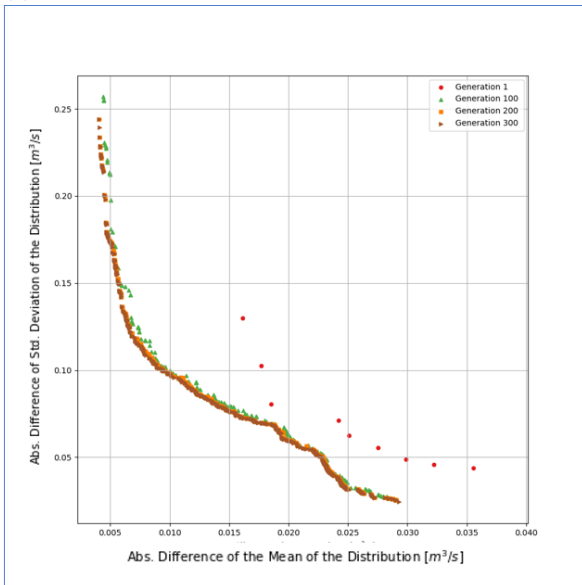 Generation 1
Generation 100
Generation 200
Generation 300
Abs. Difference of Std. Deviation of the Distribution [m³/s]
0.25
0.20
0.15
0.10
0.05
0.005 0.010 0.015 0.020 0.025 0.030 0.035 0.040
Abs. Difference of the Mean of the Distribution [m³/s]